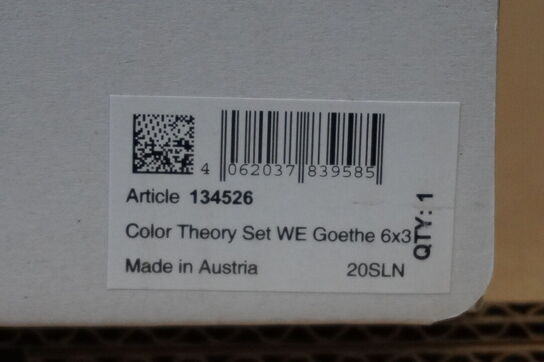 4 062037 839585
Article 134526
Color Theory Set WE Goethe 6x3
Made in Austria 20SLN
QTY: 1